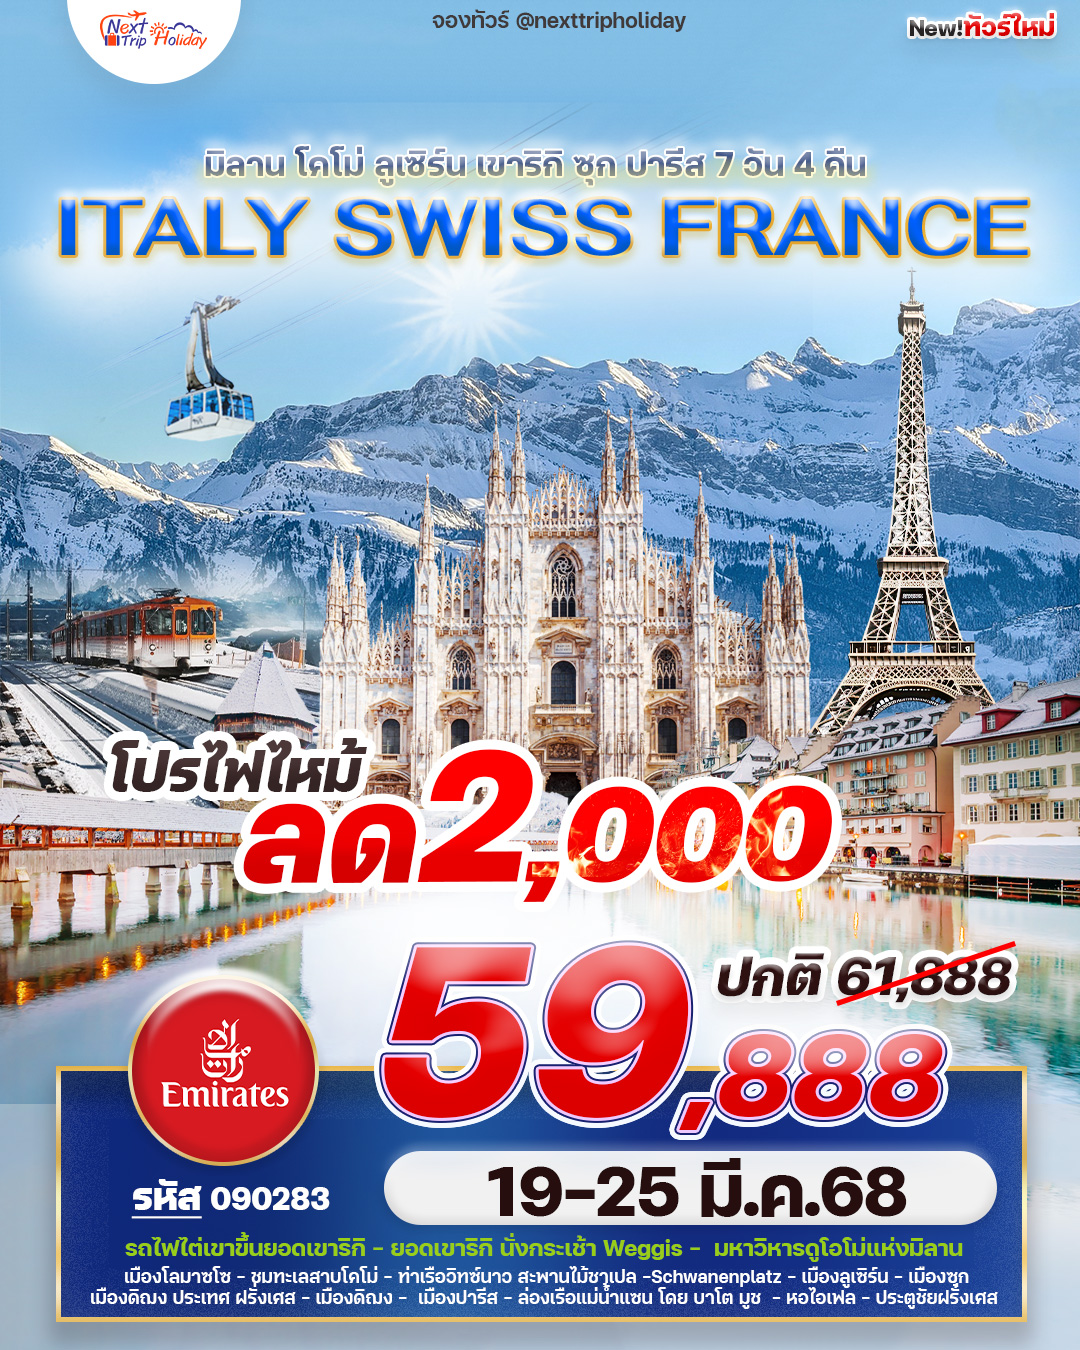 Next Trip Holiday
จองทัวร์ @nexttripholiday
New!ทัวร์ใหม่
มิลาน โคโม่ ลูเซิร์น เขาริกิ ซุก ปารีส 7 วัน 4 คืน
ITALY SWISS FRANCE
โปรไฟไหม้
ลด2,000
ปกติ 61,888
59,888
Emirates
รหัส 090283
19-25 มี.ค.68
รถไฟไต่เขาขึ้นยอดเขาริกิ - ยอดเขาริกิ นั่งกระเช้า Weggis - มหาวิหารดูโอโม่แห่งมิลาน
เมืองโลมาซโซ - ชมทะเลสาบโคโม่ - ท่าเรือวิทซ์นาว สะพานไม้ชาเปล -Schwanenplatz - เมืองลูเซิร์น - เมืองซุก
เมืองดิฌง ประเทศ ฝรั่งเศส - เมืองดิฌง - เมืองปารีส - ล่องเรือแม่น้ำแซน โดย บาโต มูช - หอไอเฟล - ประตูชัยฝรั่งเศส